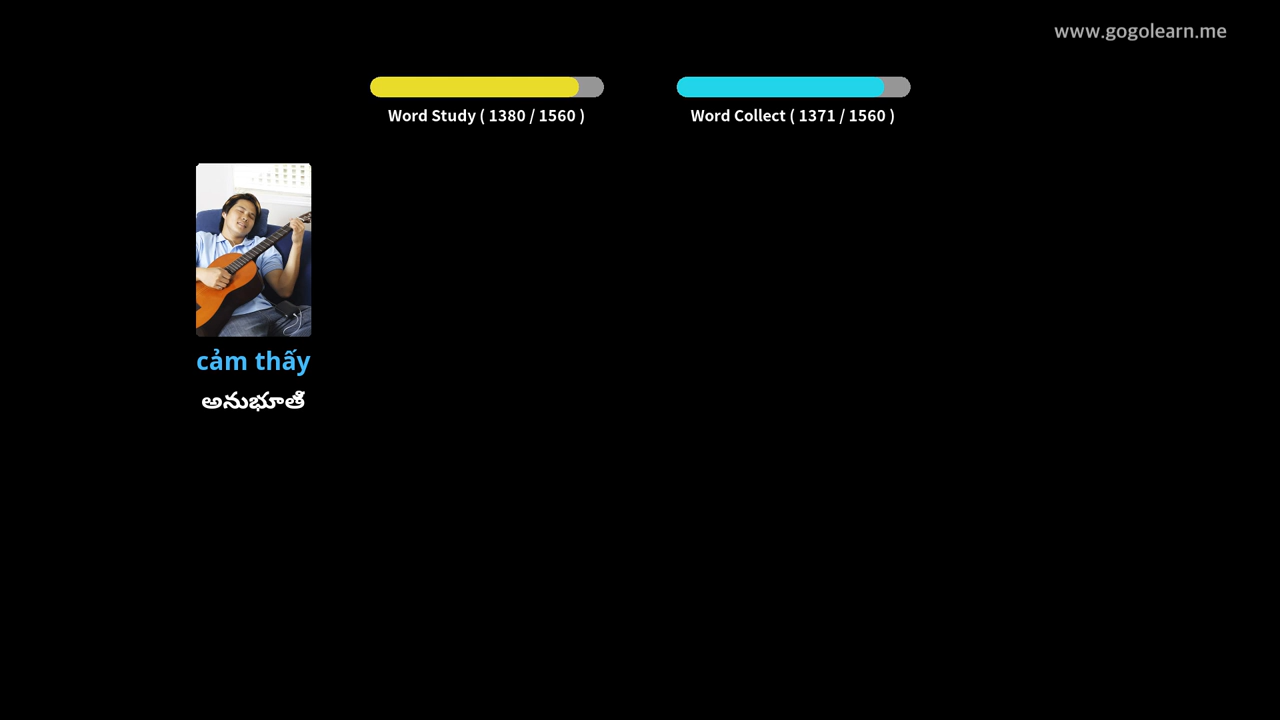 www.gogolearn.me
Word Study ( 1380 / 1560 )
Word Collect ( 1371 / 1560 )
cảm thấy
అనుభూతి